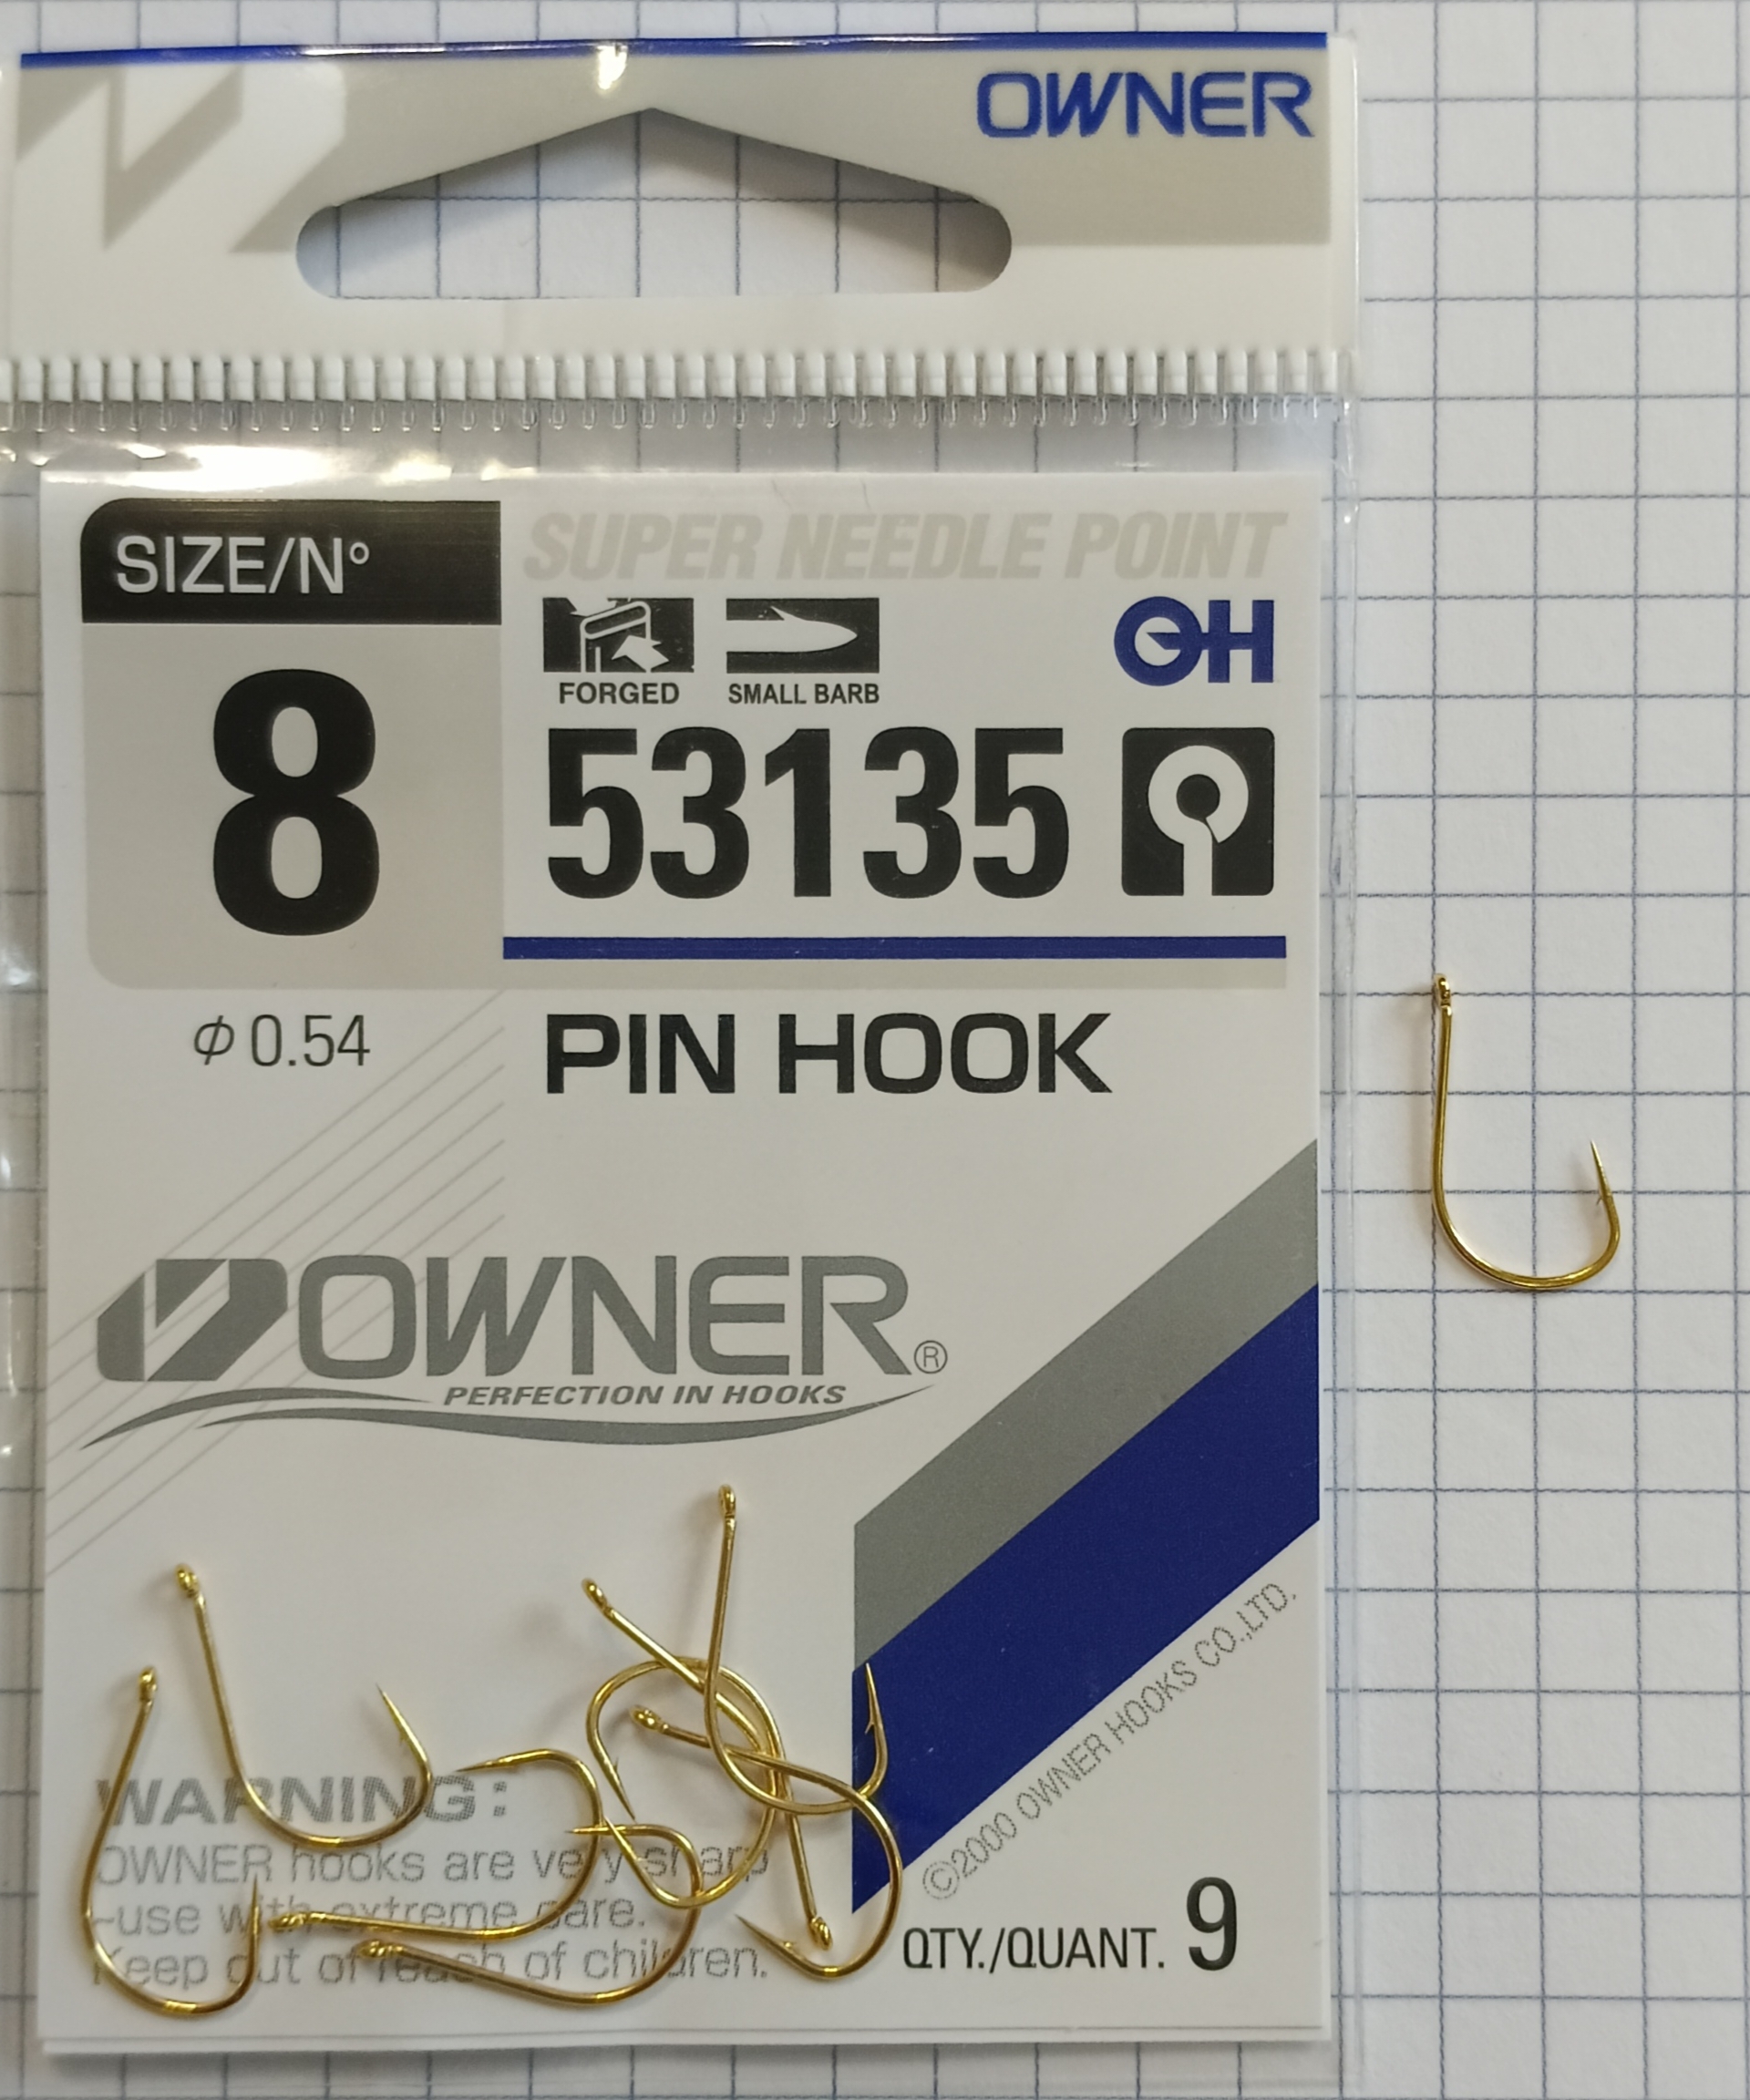 OWNER
SIZE/N°
SUPER NEEDLE POINT
8
FORGED
SMALL BARB
OH
53135
φ 0.54
PIN HOOK
OWNER®
PERFECTION IN HOOKS
WARNING:
OWNER hooks are very sharp
-use with extreme care.
Keep out of reach of children.
©2000 OWNER HOOKS CO.,LTD.
QTY./QUANT. 9